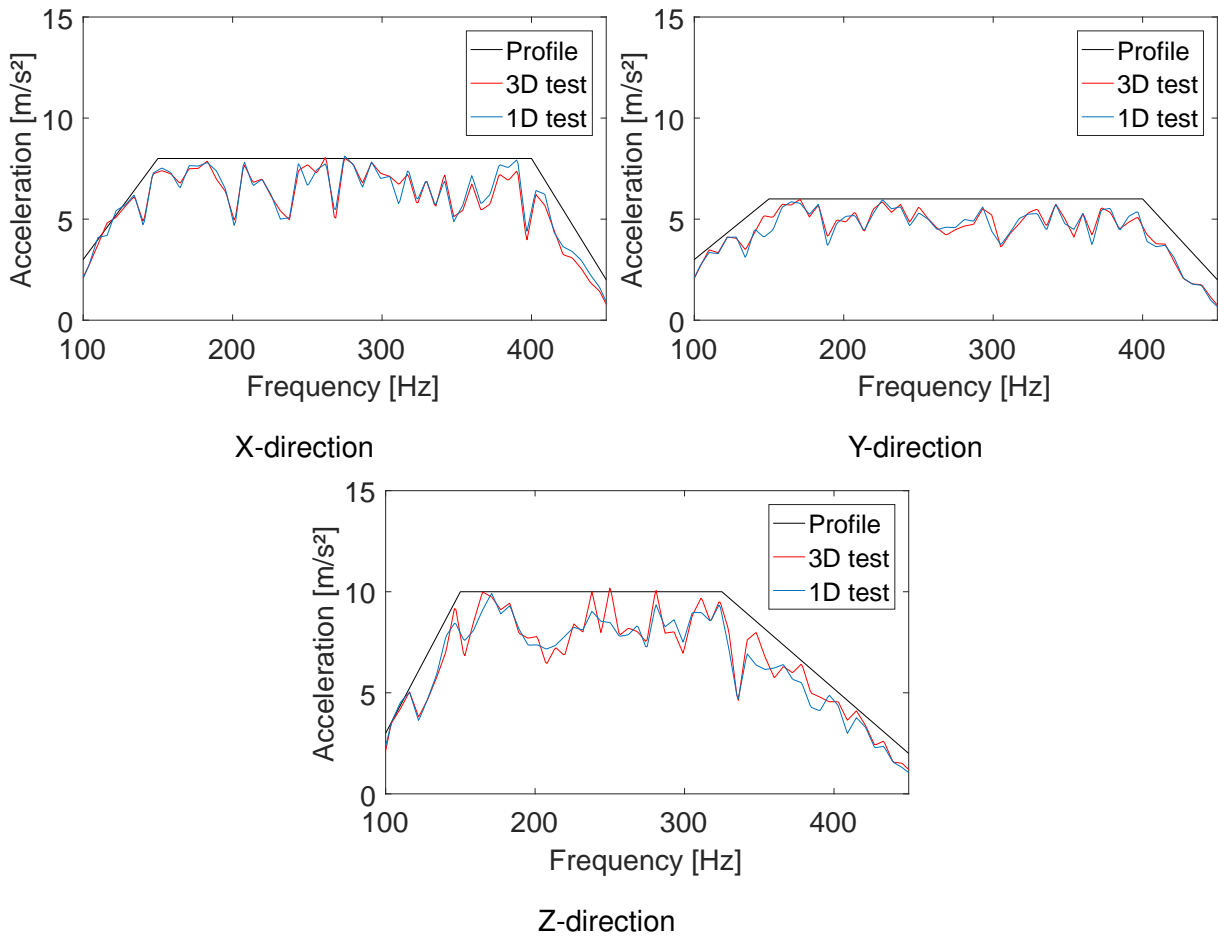 15
10
5
0
Acceleration [m/s²]
Profile
3D test
1D test
100
200
300
400
Frequency [Hz]
X-direction
15
10
5
0
Acceleration [m/s²]
Profile
3D test
1D test
100
200
300
400
Frequency [Hz]
Y-direction
15
10
5
0
Acceleration [m/s²]
Profile
3D test
1D test
100
200
300
400
Frequency [Hz]
Z-direction